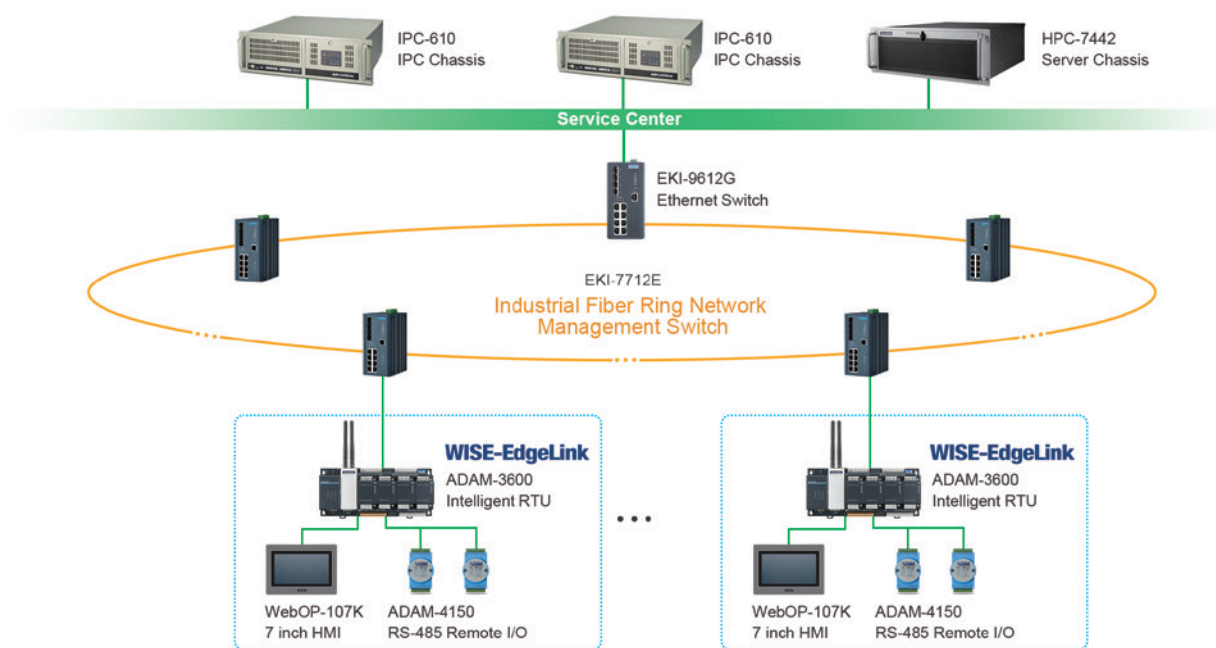 IPC-610
IPC Chassis
IPC-610
IPC Chassis
HPC-7442
Server Chassis
Service Center
EKI-9612G
Ethernet Switch
EKI-7712E
Industrial Fiber Ring Network
Management Switch
WISE-EdgeLink
ADAM-3600
Intelligent RTU
WebOP-107K
7 inch HMI
ADAM-4150
RS-485 Remote I/O
WISE-EdgeLink
ADAM-3600
Intelligent RTU
WebOP-107K
7 inch HMI
ADAM-4150
RS-485 Remote I/O